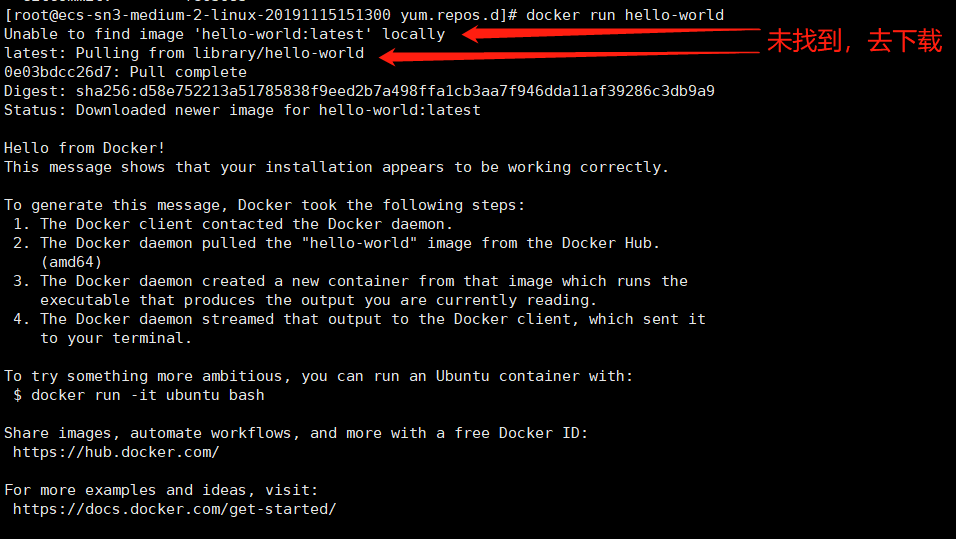 [root@ecs-sn3-medium-2-linux-20191115151300 yum.repos.d]# docker run hello-world
Unable to find image 'hello-world:latest' locally
未找到，去下载
latest: Pulling from library/hello-world
0e03bdcc26d7: Pull complete
Digest: sha256:d58e752213a51785838f9eed2b7a498ffa1cb3aa7f946dda11af39286c3db9a9
Status: Downloaded newer image for hello-world:latest
Hello from Docker!
This message shows that your installation appears to be working correctly.
To generate this message, Docker took the following steps:
1. The Docker client contacted the Docker daemon.
2. The Docker daemon pulled the "hello-world" image from the Docker Hub.
(amd64)
3. The Docker daemon created a new container from that image which runs the
executable that produces the output you are currently reading.
4. The Docker daemon streamed that output to the Docker client, which sent it
to your terminal.
To try something more ambitious, you can run an Ubuntu container with:
$ docker run -it ubuntu bash
Share images, automate workflows, and more with a free Docker ID:
https://hub.docker.com/
For more examples and ideas, visit:
https://docs.docker.com/get-started/